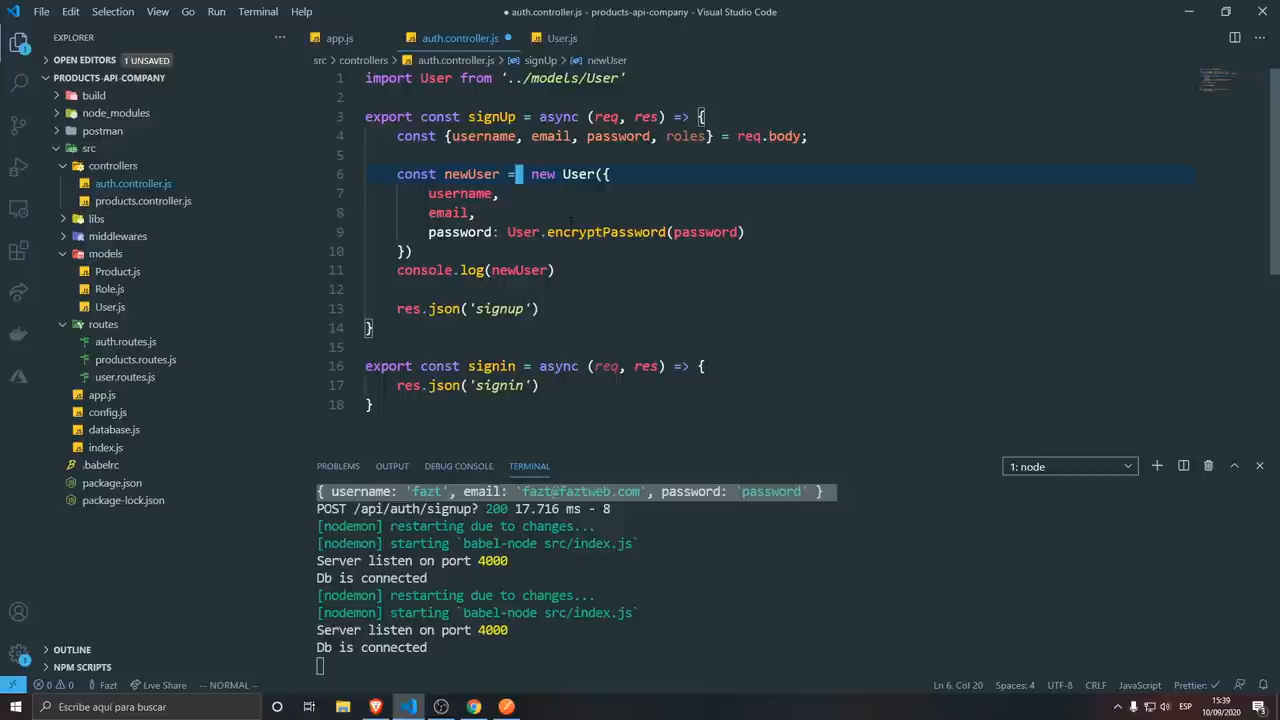 File Edit Selection View Go Run Terminal Help
● auth.controller.js - products-api-company - Visual Studio Code
EXPLORER ···
OPEN EDITORS 1 UNSAVED
PRODUCTS-API-COMPANY
build
node_modules
postman
src
controllers
auth.controller.js
products.controller.js
libs
middlewares
models
Product.js
Role.js
User.js
routes
auth.routes.js
products.routes.js
user.routes.js
app.js
config.js
database.js
index.js
.babelrc
package.json
package-lock.json
OUTLINE
NPM SCRIPTS
app.js auth.controller.js ● User.js
src > controllers > auth.controller.js > signUp > newUser
1 import User from '../models/User'
2
3 export const signUp = async (req, res) => {
4 const {username, email, password, roles} = req.body;
5
6 const newUser = new User({
7 username,
8 email,
9 password: User.encryptPassword(password)
10 })
11 console.log(newUser)
12
13 res.json('signup')
14 }
15
16 export const signin = async (req, res) => {
17 res.json('signin')
18 }
PROBLEMS OUTPUT DEBUG CONSOLE TERMINAL 1: node
{ username: 'fazt', email: 'fazt@faztweb.com', password: 'password' }
POST /api/auth/signup? 200 17.716 ms - 8
[nodemon] restarting due to changes...
[nodemon] starting `babel-node src/index.js`
Server listen on port 4000
Db is connected
[nodemon] restarting due to changes...
[nodemon] starting `babel-node src/index.js`
Server listen on port 4000
Db is connected
0 0 Fazt Live Share -- NORMAL -- Ln 6, Col 20 Spaces: 4 UTF-8 CRLF JavaScript Prettier: ✓
Escribe aquí para buscar ESP 15:39
10/09/2020